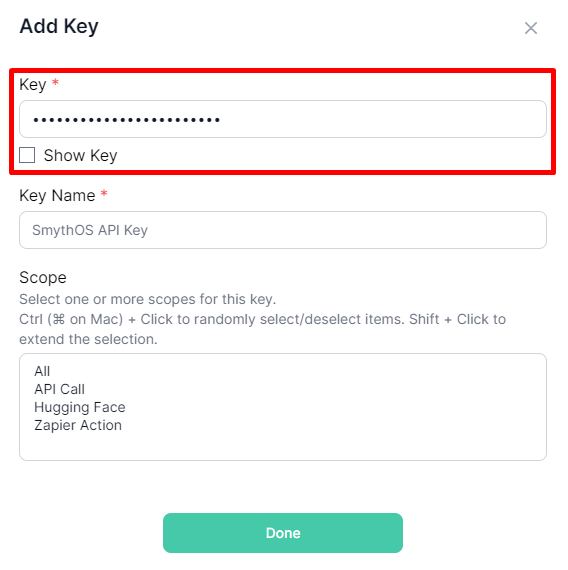 Add Key
Key *
••••••••••••••••••••••••
Show Key
Key Name *
SmythOS API Key
Scope
Select one or more scopes for this key.
Ctrl (⌘ on Mac) + Click to randomly select/deselect items. Shift + Click to
extend the selection.
All
API Call
Hugging Face
Zapier Action
Done